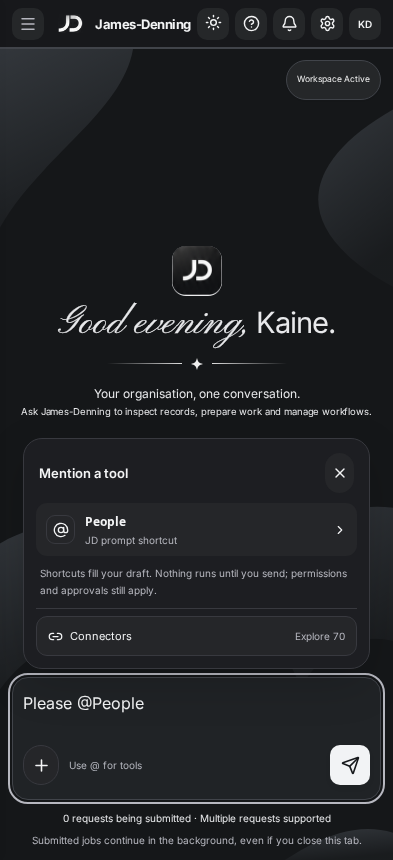 JD James-Denning KD
Workspace Active
JD
Good evening, Kaine.
Your organisation, one conversation.
Ask James-Denning to inspect records, prepare work and manage workflows.
Mention a tool
@ People
JD prompt shortcut
Shortcuts fill your draft. Nothing runs until you send; permissions
and approvals still apply.
Connectors Explore 70
Please @People
Use @ for tools
0 requests being submitted · Multiple requests supported
Submitted jobs continue in the background, even if you close this tab.